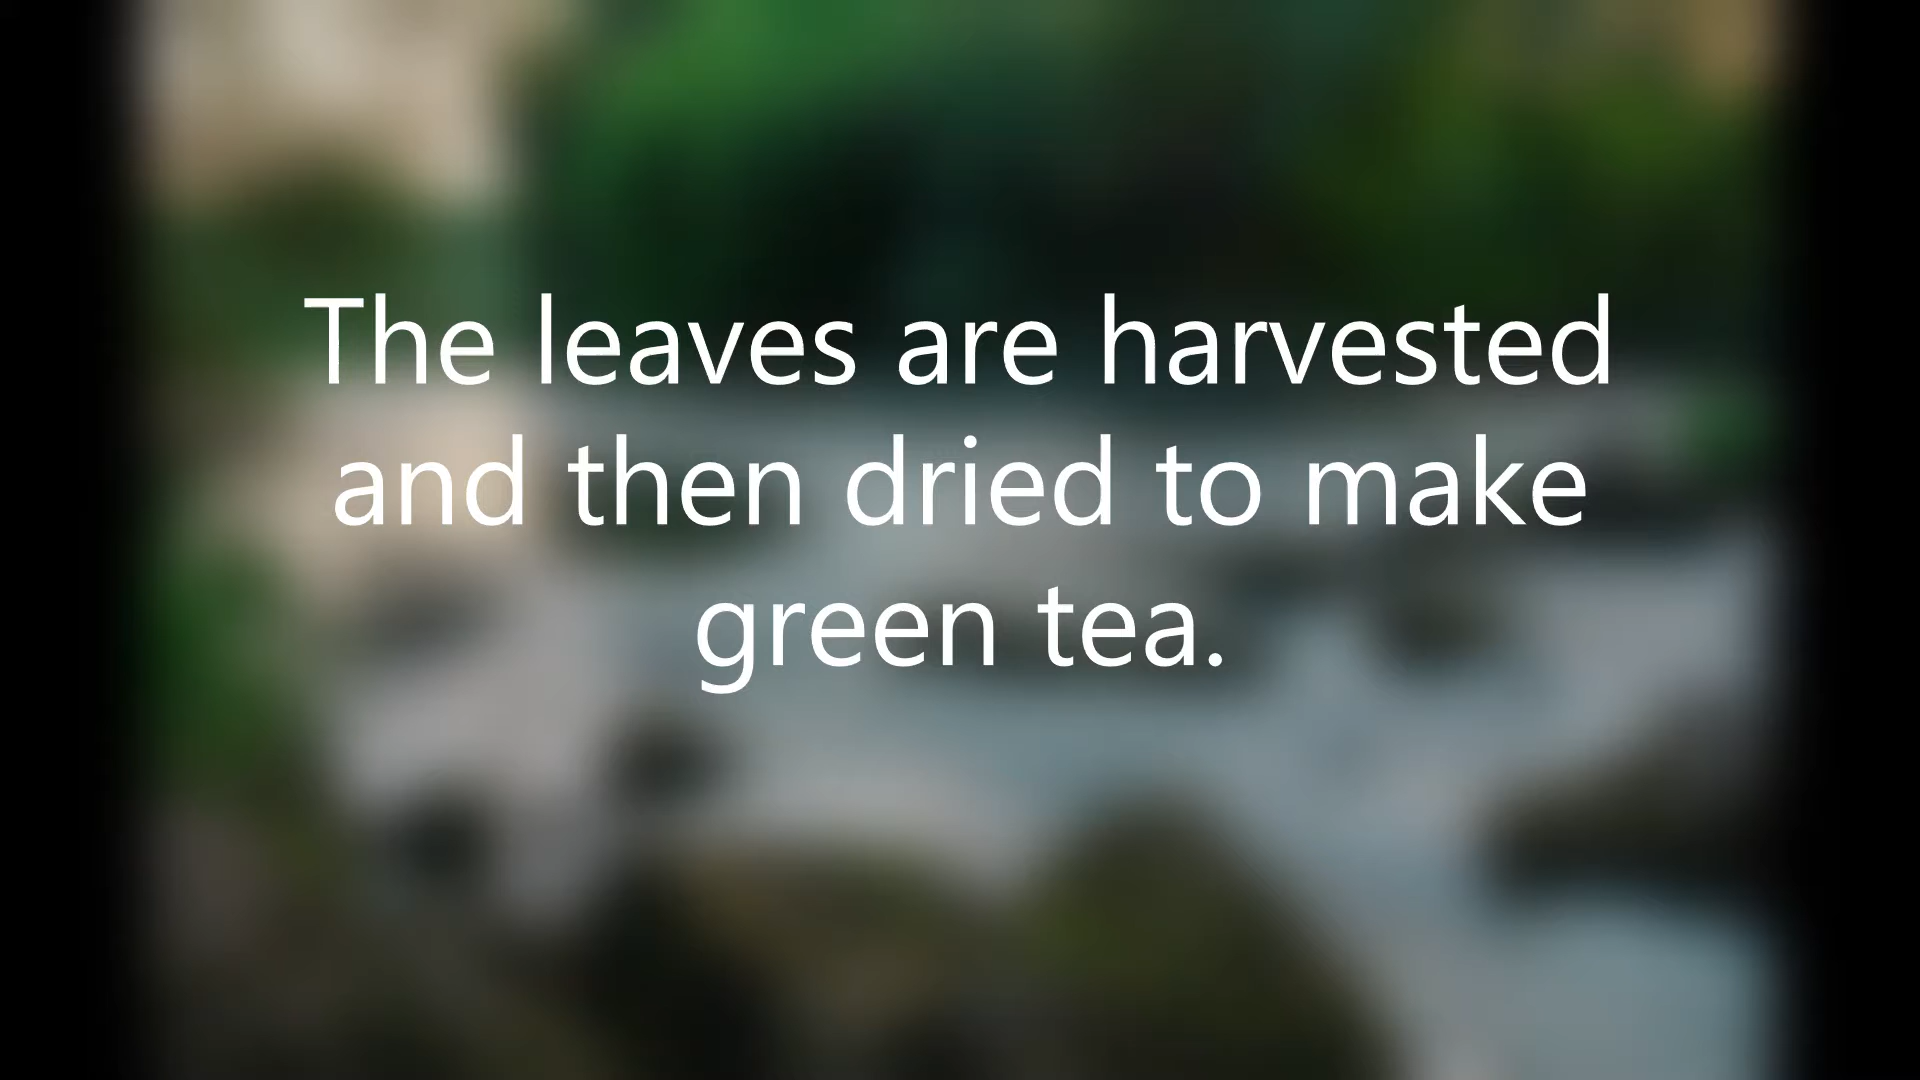 The leaves are harvested
and then dried to make
green tea.